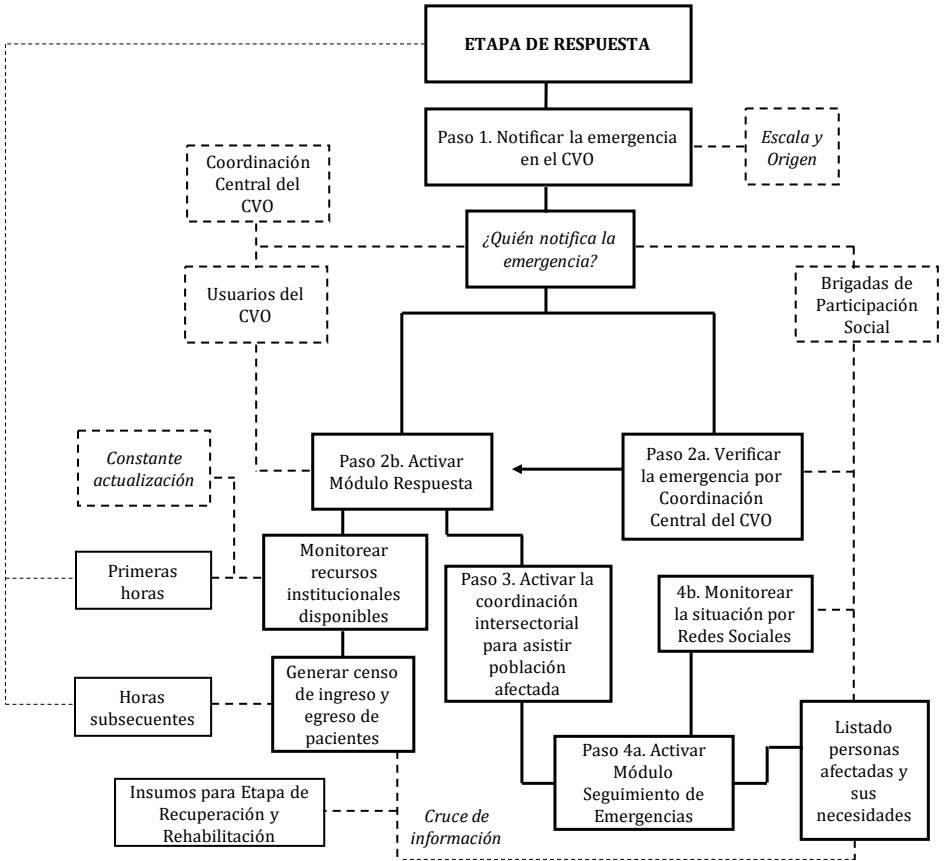 ETAPA DE RESPUESTA
Paso 1. Notificar la emergencia
en el CVO
Escala y
Origen
Coordinación
Central del
CVO
¿Quién notifica la
emergencia?
Usuarios del
CVO
Brigadas de
Participación
Social
Constante
actualización
Paso 2b. Activar
Módulo Respuesta
Paso 2a. Verificar
la emergencia por
Coordinación
Central del CVO
Primeras
horas
Monitorear
recursos
institucionales
disponibles
Paso 3. Activar la
coordinación
intersectorial
para asistir
población
afectada
4b. Monitorear
la situación por
Redes Sociales
Horas
subsecuentes
Generar censo
de ingreso y
egreso de
pacientes
Paso 4a. Activar
Módulo
Seguimiento de
Emergencias
Listado
personas
afectadas y
sus
necesidades
Insumos para Etapa de
Recuperación y
Rehabilitación
Cruce de
información